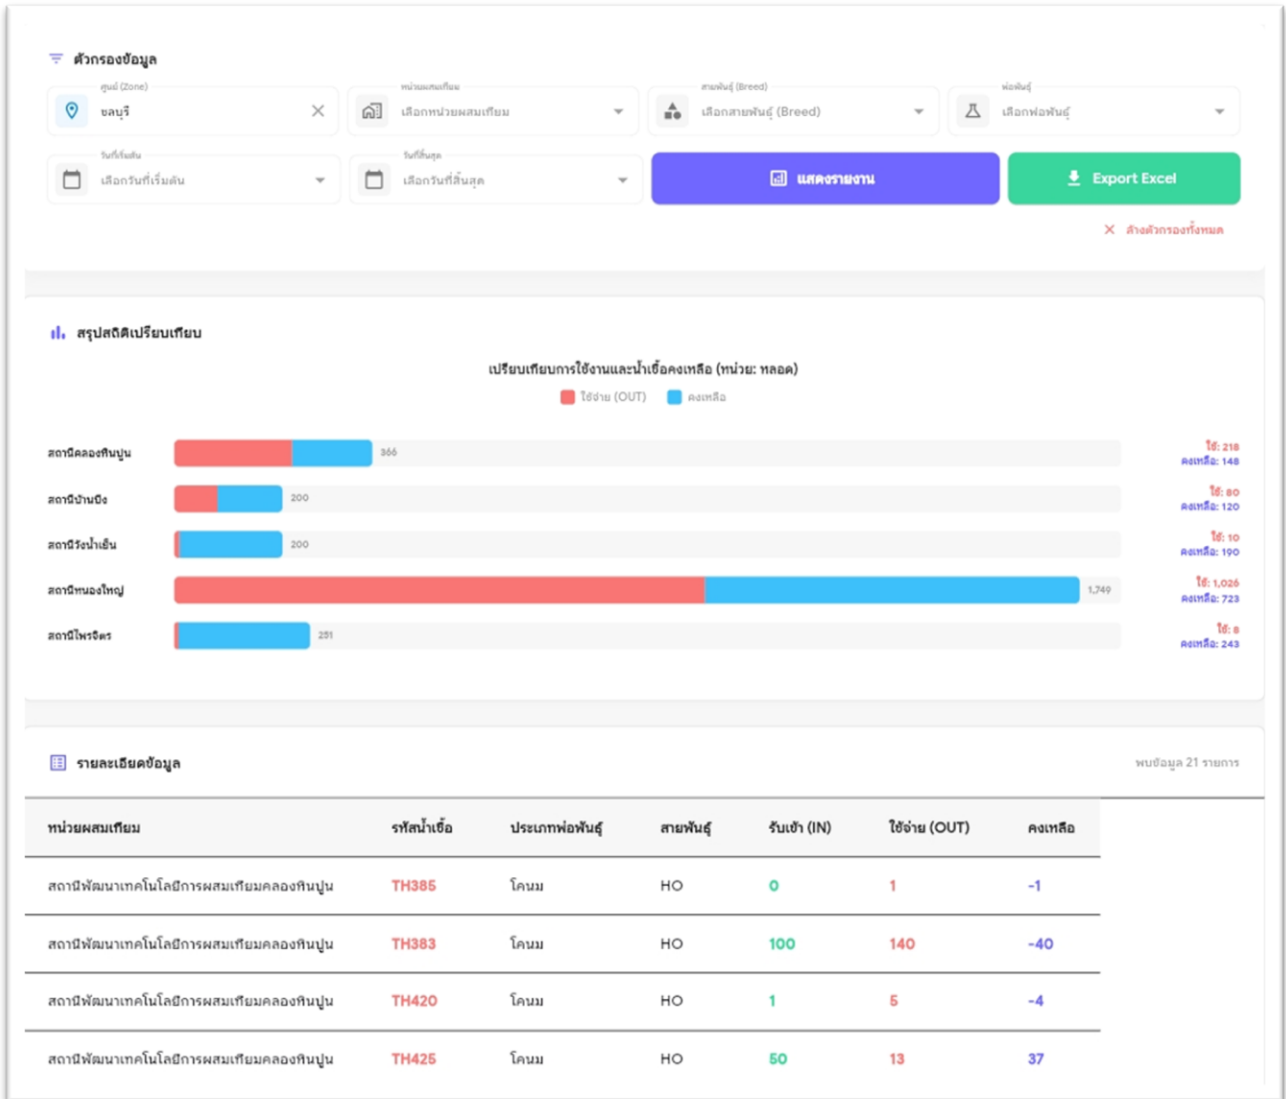 ตัวกรองข้อมูล
ศูนย์ (Zone)
ชลบุรี
หน่วยผสมเทียม
เลือกหน่วยผสมเทียม
สายพันธุ์ (Breed)
เลือกสายพันธุ์ (Breed)
พ่อพันธุ์
เลือกพ่อพันธุ์
วันที่เริ่มต้น
เลือกวันที่เริ่มต้น
วันที่สิ้นสุด
เลือกวันที่สิ้นสุด
แสดงรายงาน
Export Excel
ล้างตัวกรองทั้งหมด
สรุปสถิติเปรียบเทียบ
เปรียบเทียบการใช้งานและน้ำเชื้อคงเหลือ (หน่วย: หลอด)
ใช้จ่าย (OUT) คงเหลือ
สถานีคลองหินปูน 366 ใช้: 218
คงเหลือ: 148
สถานีบ้านบึง 200 ใช้: 80
คงเหลือ: 120
สถานีวังน้ำเย็น 200 ใช้: 10
คงเหลือ: 190
สถานีหนองใหญ่ 1,749 ใช้: 1,026
คงเหลือ: 723
สถานีไพรจิตร 251 ใช้: 8
คงเหลือ: 243
รายละเอียดข้อมูล พบข้อมูล 21 รายการ
หน่วยผสมเทียม รหัสน้ำเชื้อ ประเภทพ่อพันธุ์ สายพันธุ์ รับเข้า (IN) ใช้จ่าย (OUT) คงเหลือ
สถานีพัฒนาเทคโนโลยีการผสมเทียมคลองหินปูน TH385 โคนม HO 0 1 -1
สถานีพัฒนาเทคโนโลยีการผสมเทียมคลองหินปูน TH383 โคนม HO 100 140 -40
สถานีพัฒนาเทคโนโลยีการผสมเทียมคลองหินปูน TH420 โคนม HO 1 5 -4
สถานีพัฒนาเทคโนโลยีการผสมเทียมคลองหินปูน TH425 โคนม HO 50 13 37